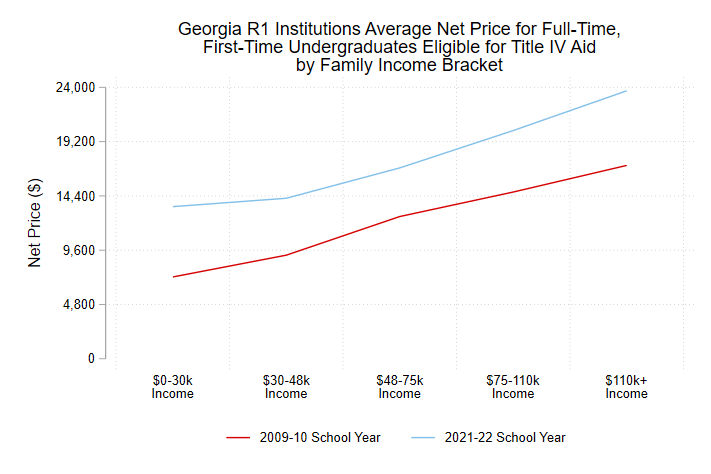 Georgia R1 Institutions Average Net Price for Full-Time,
First-Time Undergraduates Eligible for Title IV Aid
by Family Income Bracket
Net Price ($)
24,000
19,200
14,400
9,600
4,800
0
$0-30k
Income
$30-48k
Income
$48-75k
Income
$75-110k
Income
$110k+
Income
2009-10 School Year
2021-22 School Year